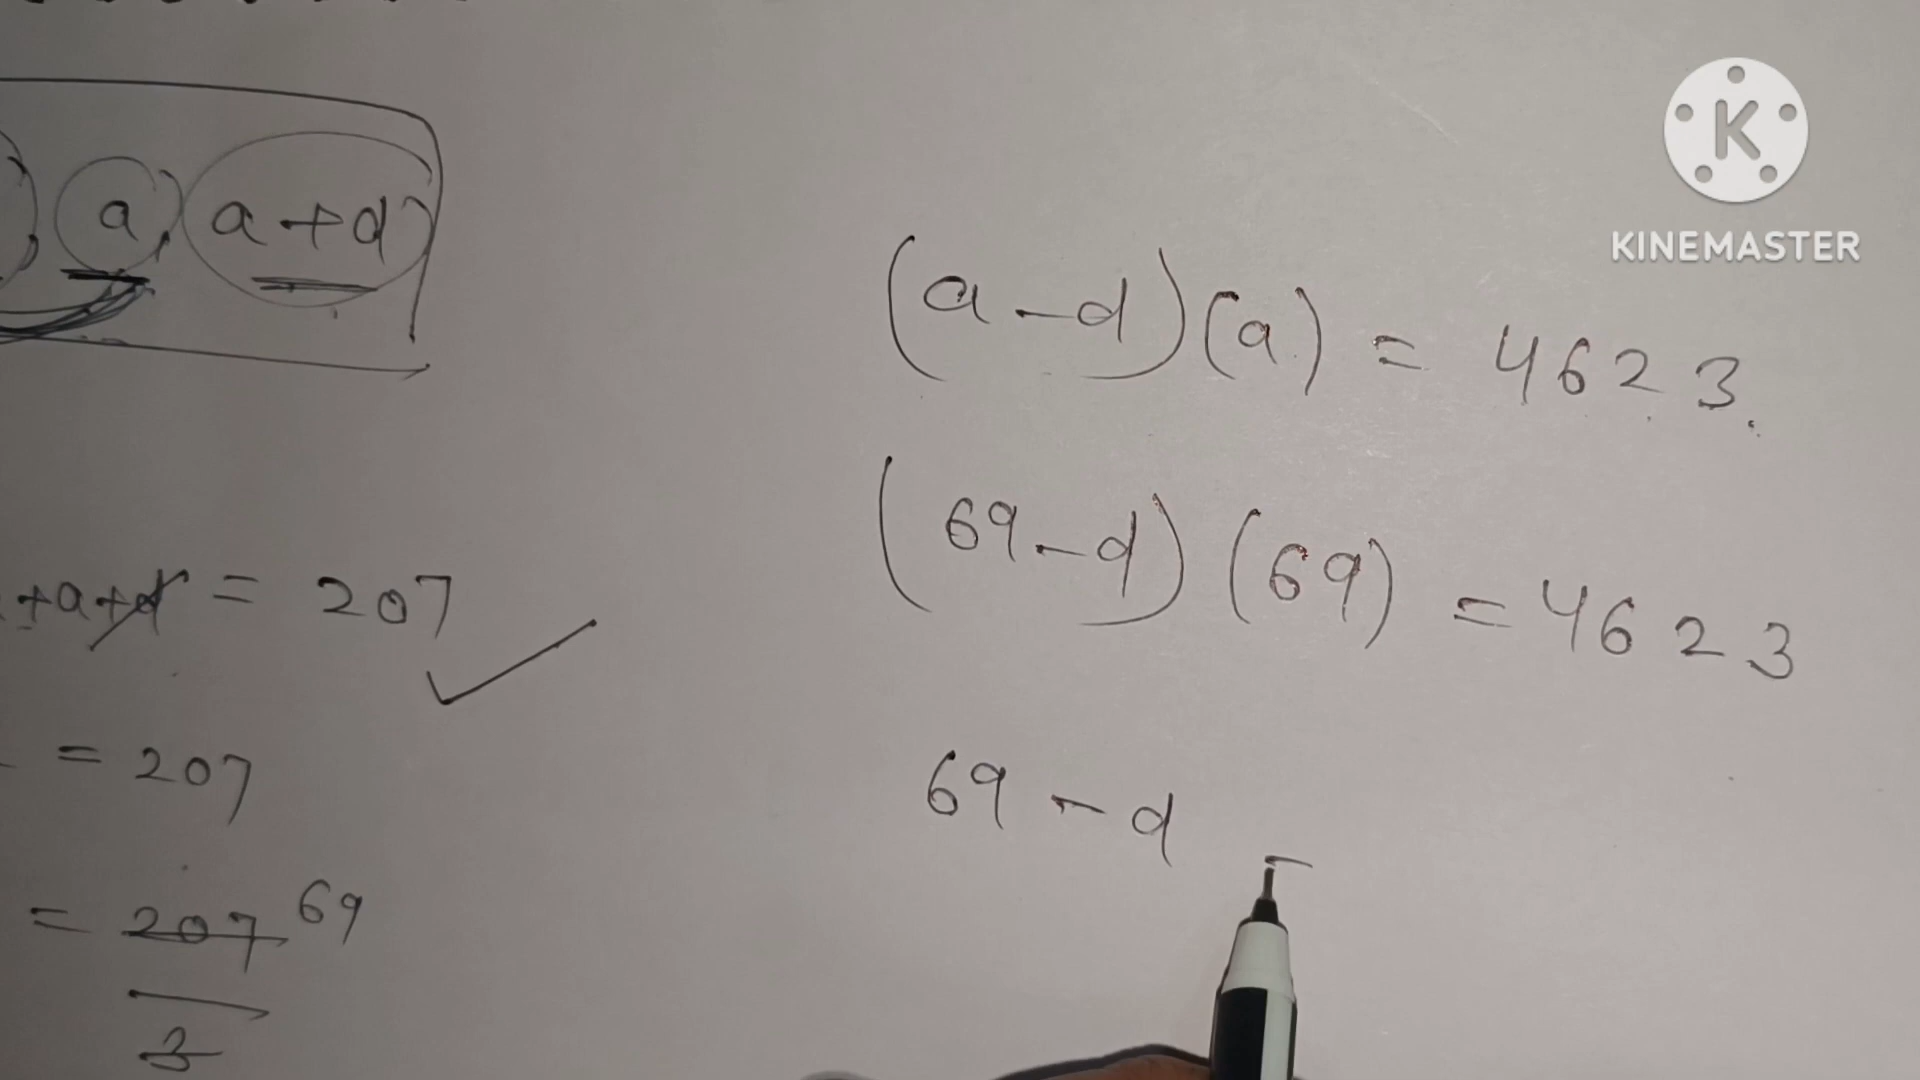 a, a+d
+a+d = 207
= 207
= 207 69
3
(a-d)(a) = 4623.
(69-d)(69) = 4623
69-d =
K
KINEMASTER